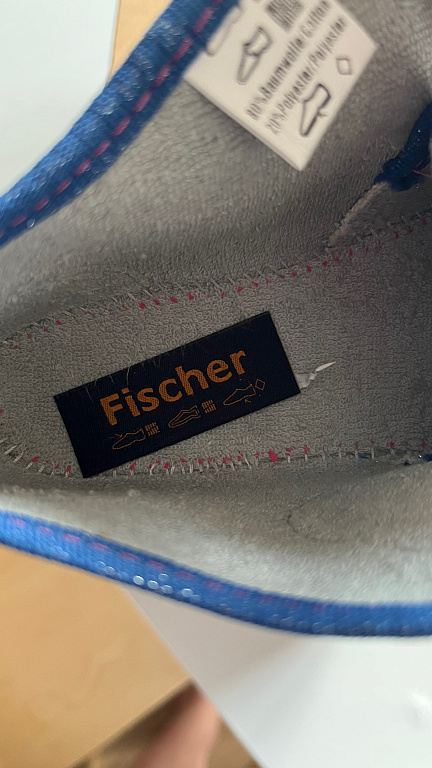 80%Baumwolle Cotton
20%Polyester/Polyester
Fischer